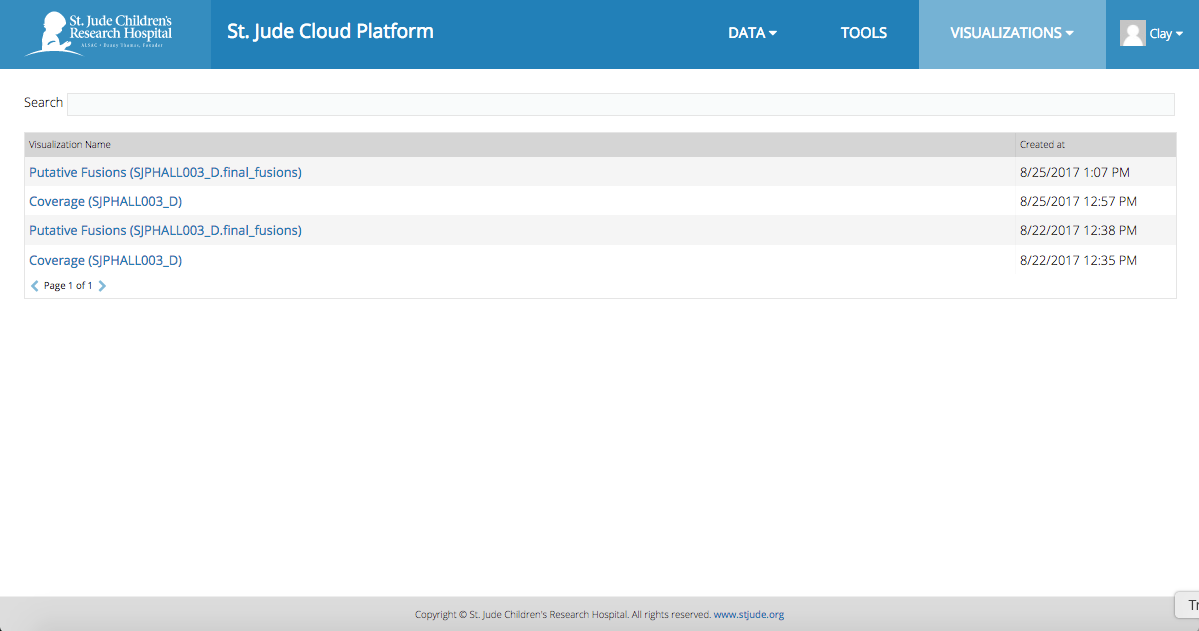 St. Jude Children's
Research Hospital
ALSAC • Danny Thomas, Founder
St. Jude Cloud Platform
DATA
TOOLS
VISUALIZATIONS
Clay
Search
Visualization Name
Created at
Putative Fusions (SJPHALL003_D.final_fusions)
8/25/2017 1:07 PM
Coverage (SJPHALL003_D)
8/25/2017 12:57 PM
Putative Fusions (SJPHALL003_D.final_fusions)
8/22/2017 12:38 PM
Coverage (SJPHALL003_D)
8/22/2017 12:35 PM
Page 1 of 1
Copyright © St. Jude Children's Research Hospital. All rights reserved. www.stjude.org